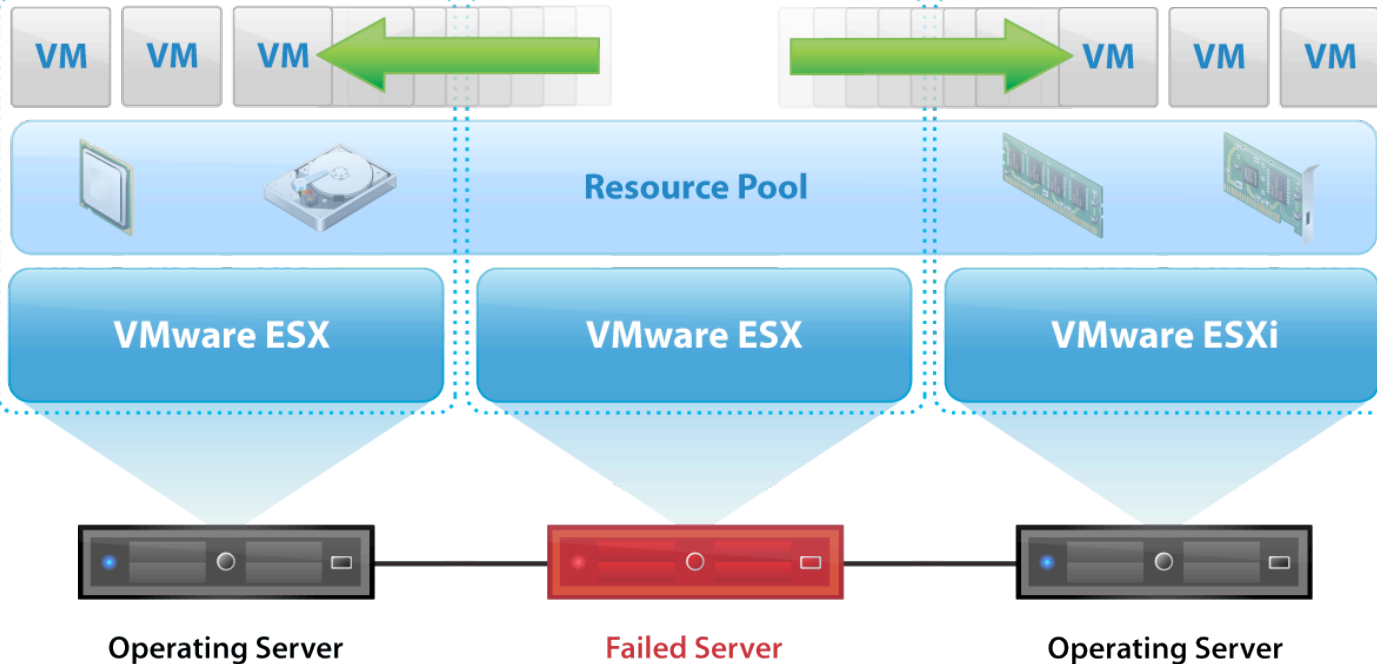 VM VM VM VM VM VM
Resource Pool
VMware ESX VMware ESX VMware ESXi
Operating Server Failed Server Operating Server